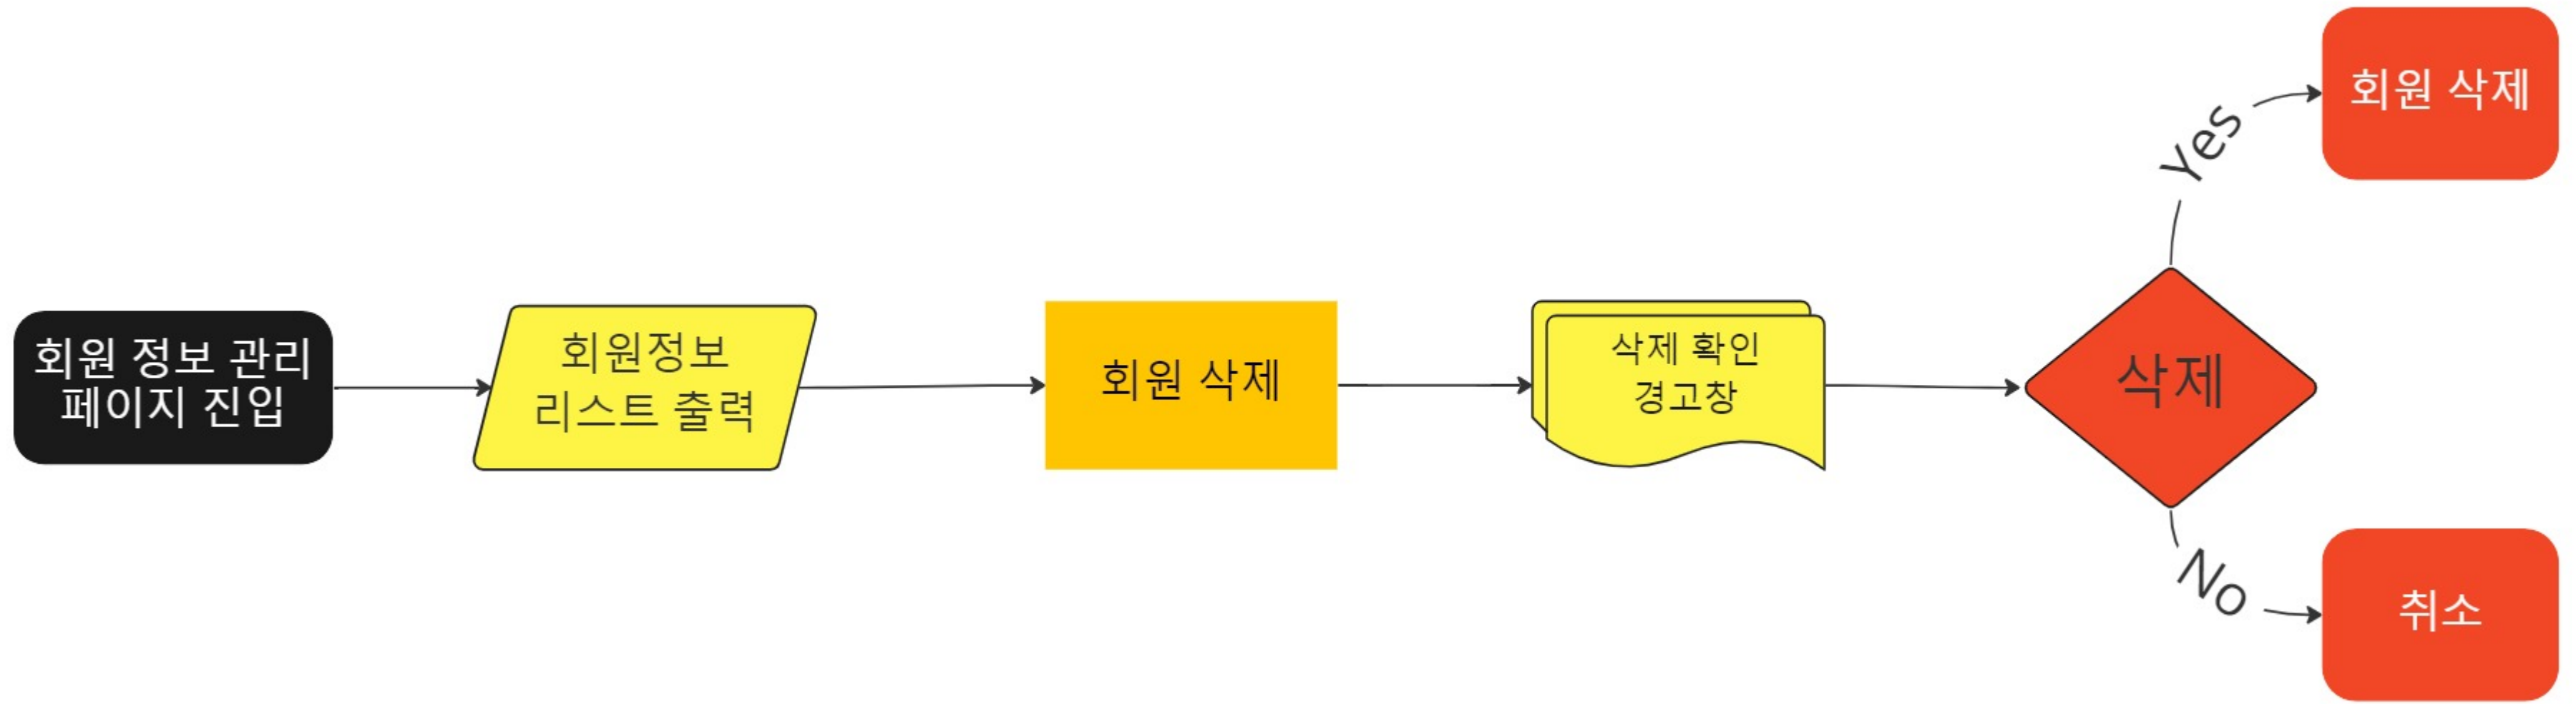 회원 정보 관리
페이지 진입
회원정보
리스트 출력
회원 삭제
삭제 확인
경고창
삭제
Yes
회원 삭제
No
취소